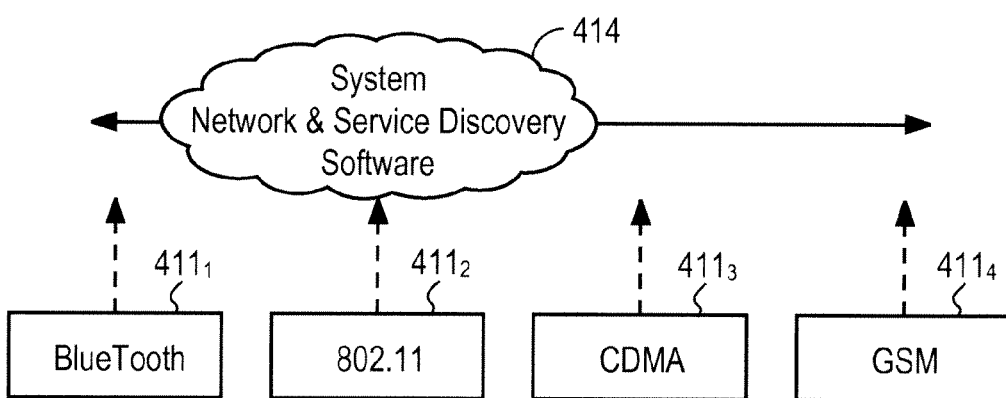 414
System
Network & Service Discovery
Software
411₁
411₂
411₃
411₄
BlueTooth
802.11
CDMA
GSM